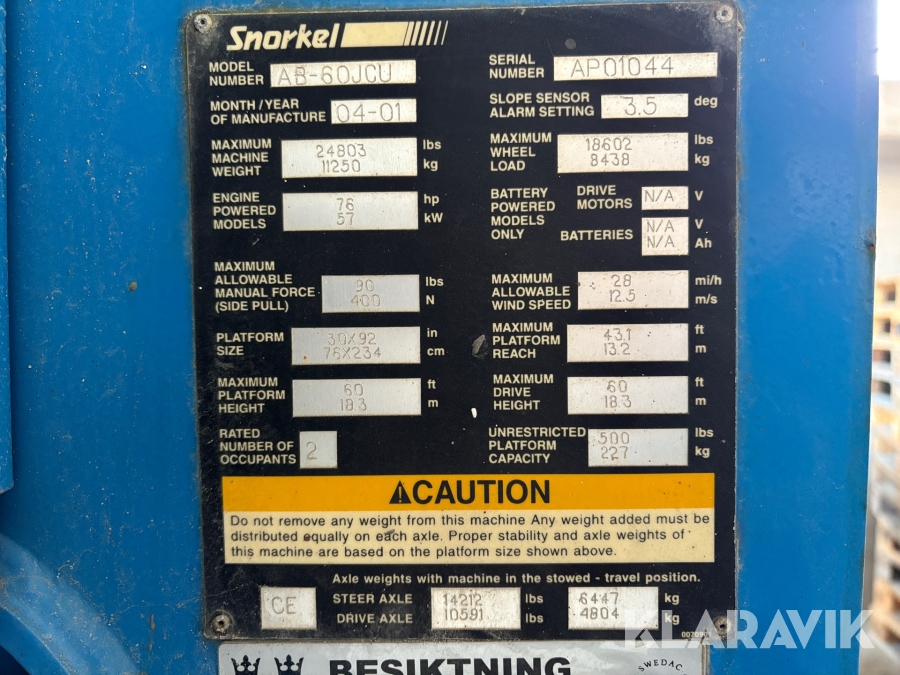 Snorkel
MODEL NUMBER AB-60JCU
SERIAL NUMBER AP01044
MONTH/YEAR OF MANUFACTURE 04-01
SLOPE SENSOR ALARM SETTING 3.5 deg
MAXIMUM MACHINE WEIGHT 24803 lbs 11250 kg
MAXIMUM WHEEL LOAD 18602 lbs 8438 kg
ENGINE POWERED MODELS 76 hp 57 kW
BATTERY POWERED MODELS ONLY DRIVE MOTORS N/A V
BATTERIES N/A V N/A Ah
MAXIMUM ALLOWABLE MANUAL FORCE (SIDE PULL) 90 lbs 400 N
MAXIMUM ALLOWABLE WIND SPEED 28 mi/h 12.5 m/s
PLATFORM SIZE 30X92 in 76X234 cm
MAXIMUM PLATFORM REACH 43.1 ft 13.2 m
MAXIMUM PLATFORM HEIGHT 60 ft 18.3 m
MAXIMUM DRIVE HEIGHT 60 ft 18.3 m
RATED NUMBER OF OCCUPANTS 2
UNRESTRICTED PLATFORM CAPACITY 500 lbs 227 kg
CAUTION
Do not remove any weight from this machine Any weight added must be
distributed equally on each axle. Proper stability and axle weights of
this machine are based on the platform size shown above.
Axle weights with machine in the stowed - travel position.
CE
STEER AXLE 14212 lbs 6447 kg
DRIVE AXLE 10591 lbs 4804 kg
KLARAVIK
BESIKTNING
SWEDAC